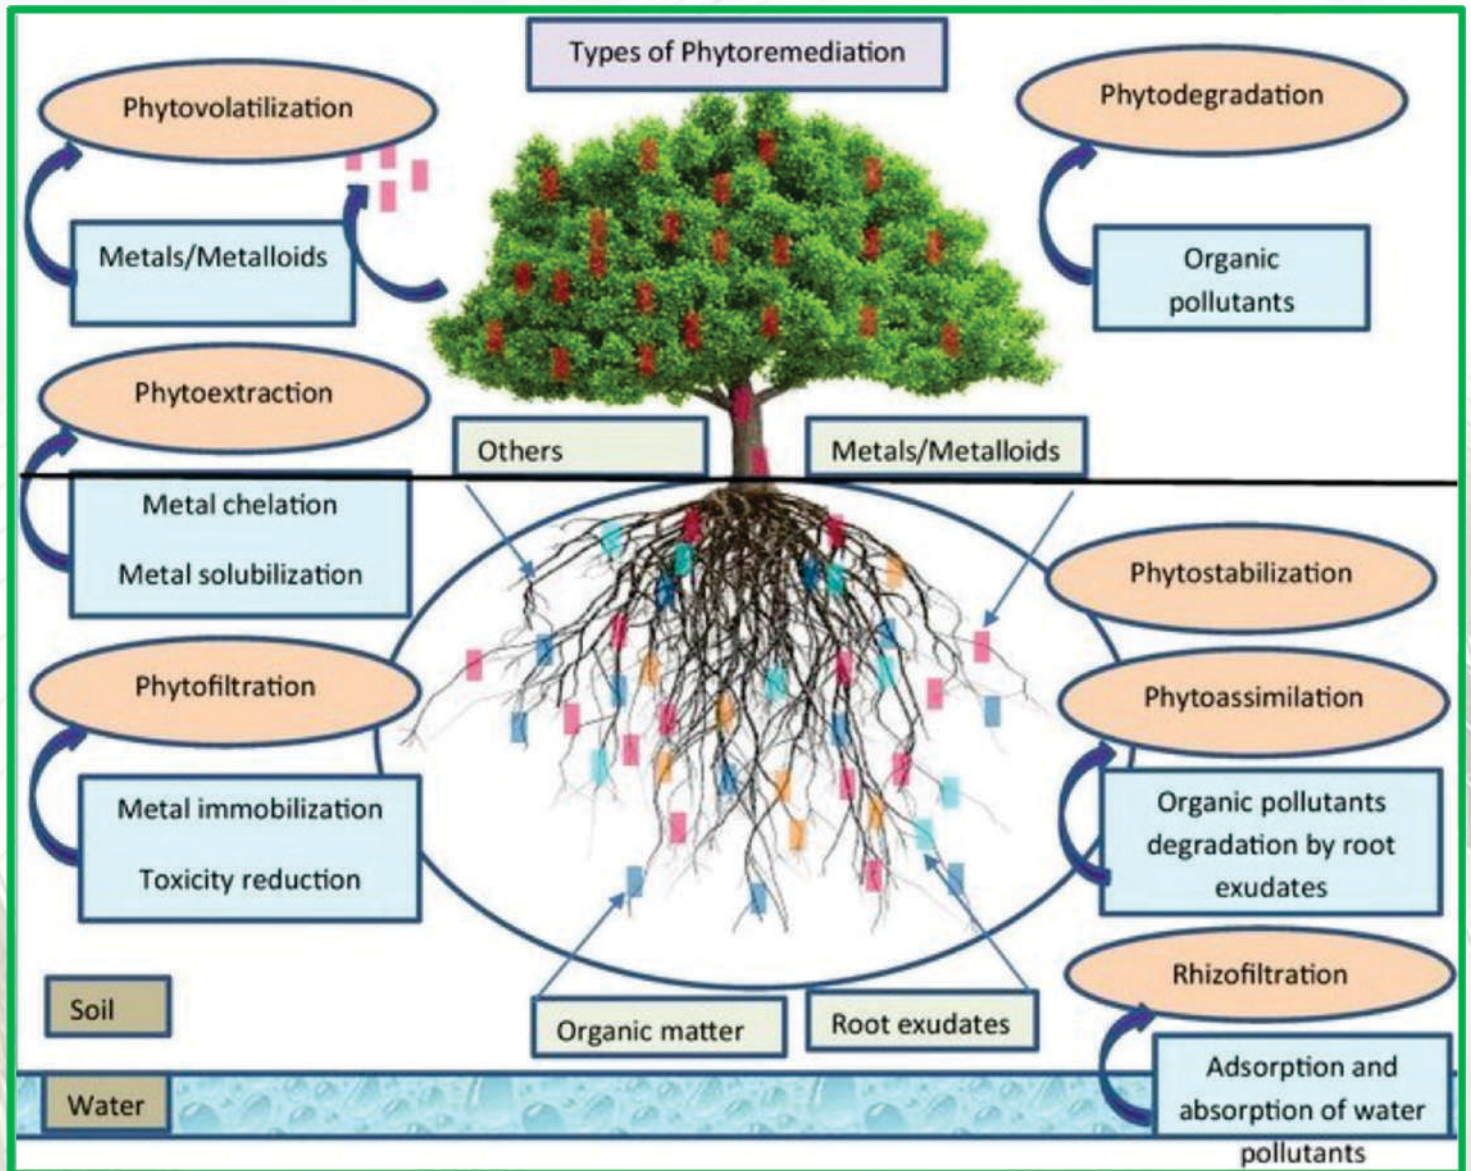 Types of Phytoremediation
Phytovolatilization
Phytodegradation
Metals/Metalloids
Organic
pollutants
Phytoextraction
Others
Metals/Metalloids
Metal chelation
Metal solubilization
Phytostabilization
Phytofiltration
Phytoassimilation
Metal immobilization
Toxicity reduction
Organic pollutants
degradation by root
exudates
Rhizofiltration
Soil
Organic matter
Root exudates
Water
Adsorption and
absorption of water
pollutants